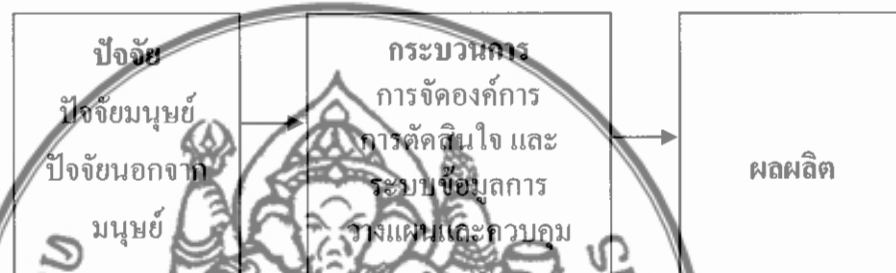 ปัจจัย
ปัจจัยมนุษย์
ปัจจัยนอกจาก
มนุษย์
กระบวนการ
การจัดองค์การ
การตัดสินใจ และ
ระบบข้อมูลการ
วางแผนและควบคุม
ผลผลิต